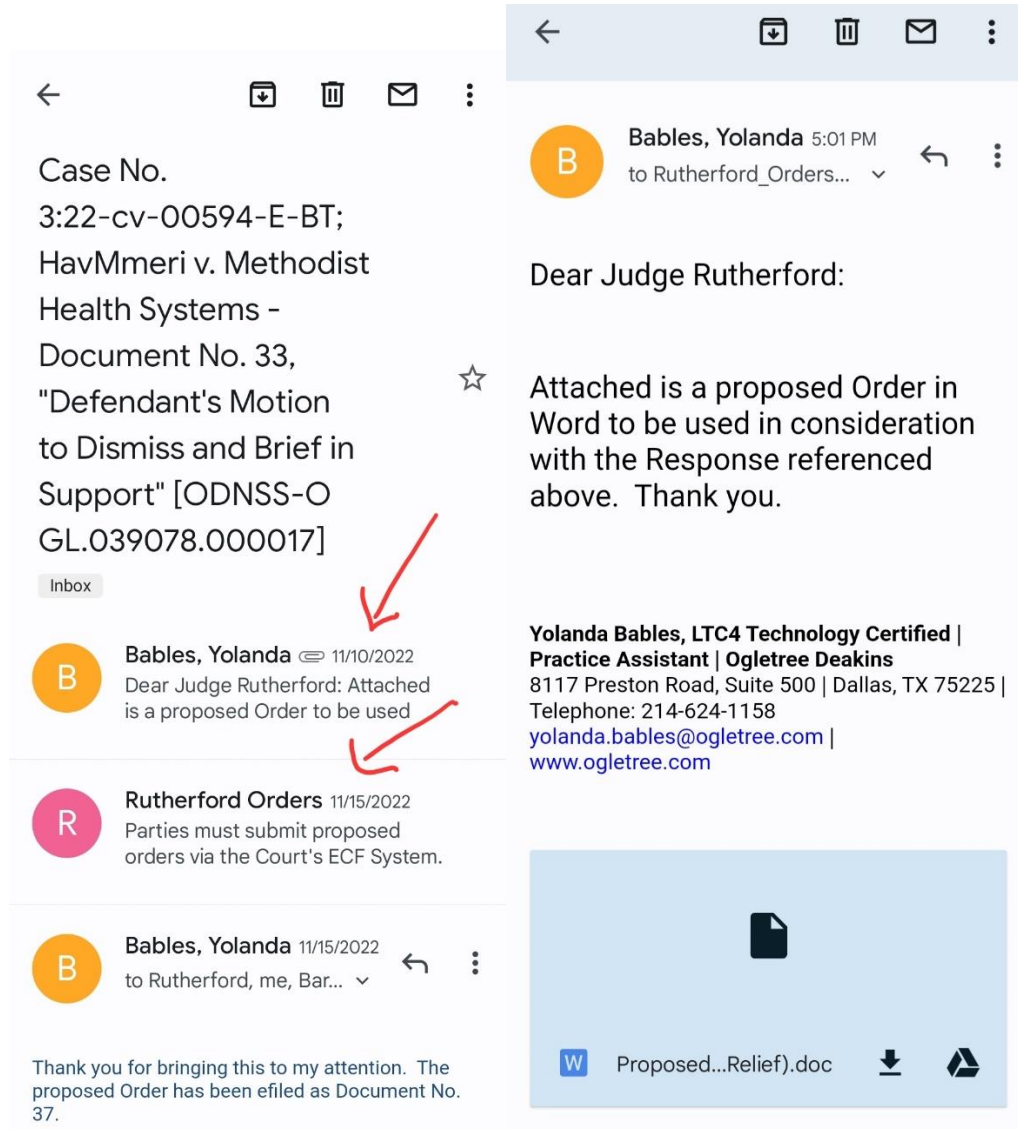 Case No.
3:22-cv-00594-E-BT;
HavMmeri v. Methodist
Health Systems -
Document No. 33,
"Defendant's Motion
to Dismiss and Brief in
Support" [ODNSS-O
GL.039078.000017]
Inbox
B
Bables, Yolanda 11/10/2022
Dear Judge Rutherford: Attached
is a proposed Order to be used
R
Rutherford Orders 11/15/2022
Parties must submit proposed
orders via the Court's ECF System.
B
Bables, Yolanda 11/15/2022
to Rutherford, me, Bar...
Thank you for bringing this to my attention. The
proposed Order has been efiled as Document No.
37.
B
Bables, Yolanda 5:01 PM
to Rutherford_Orders...
Dear Judge Rutherford:
Attached is a proposed Order in
Word to be used in consideration
with the Response referenced
above. Thank you.
Yolanda Bables, LTC4 Technology Certified |
Practice Assistant | Ogletree Deakins
8117 Preston Road, Suite 500 | Dallas, TX 75225 |
Telephone: 214-624-1158
yolanda.bables@ogletree.com |
www.ogletree.com
W Proposed...Relief).doc